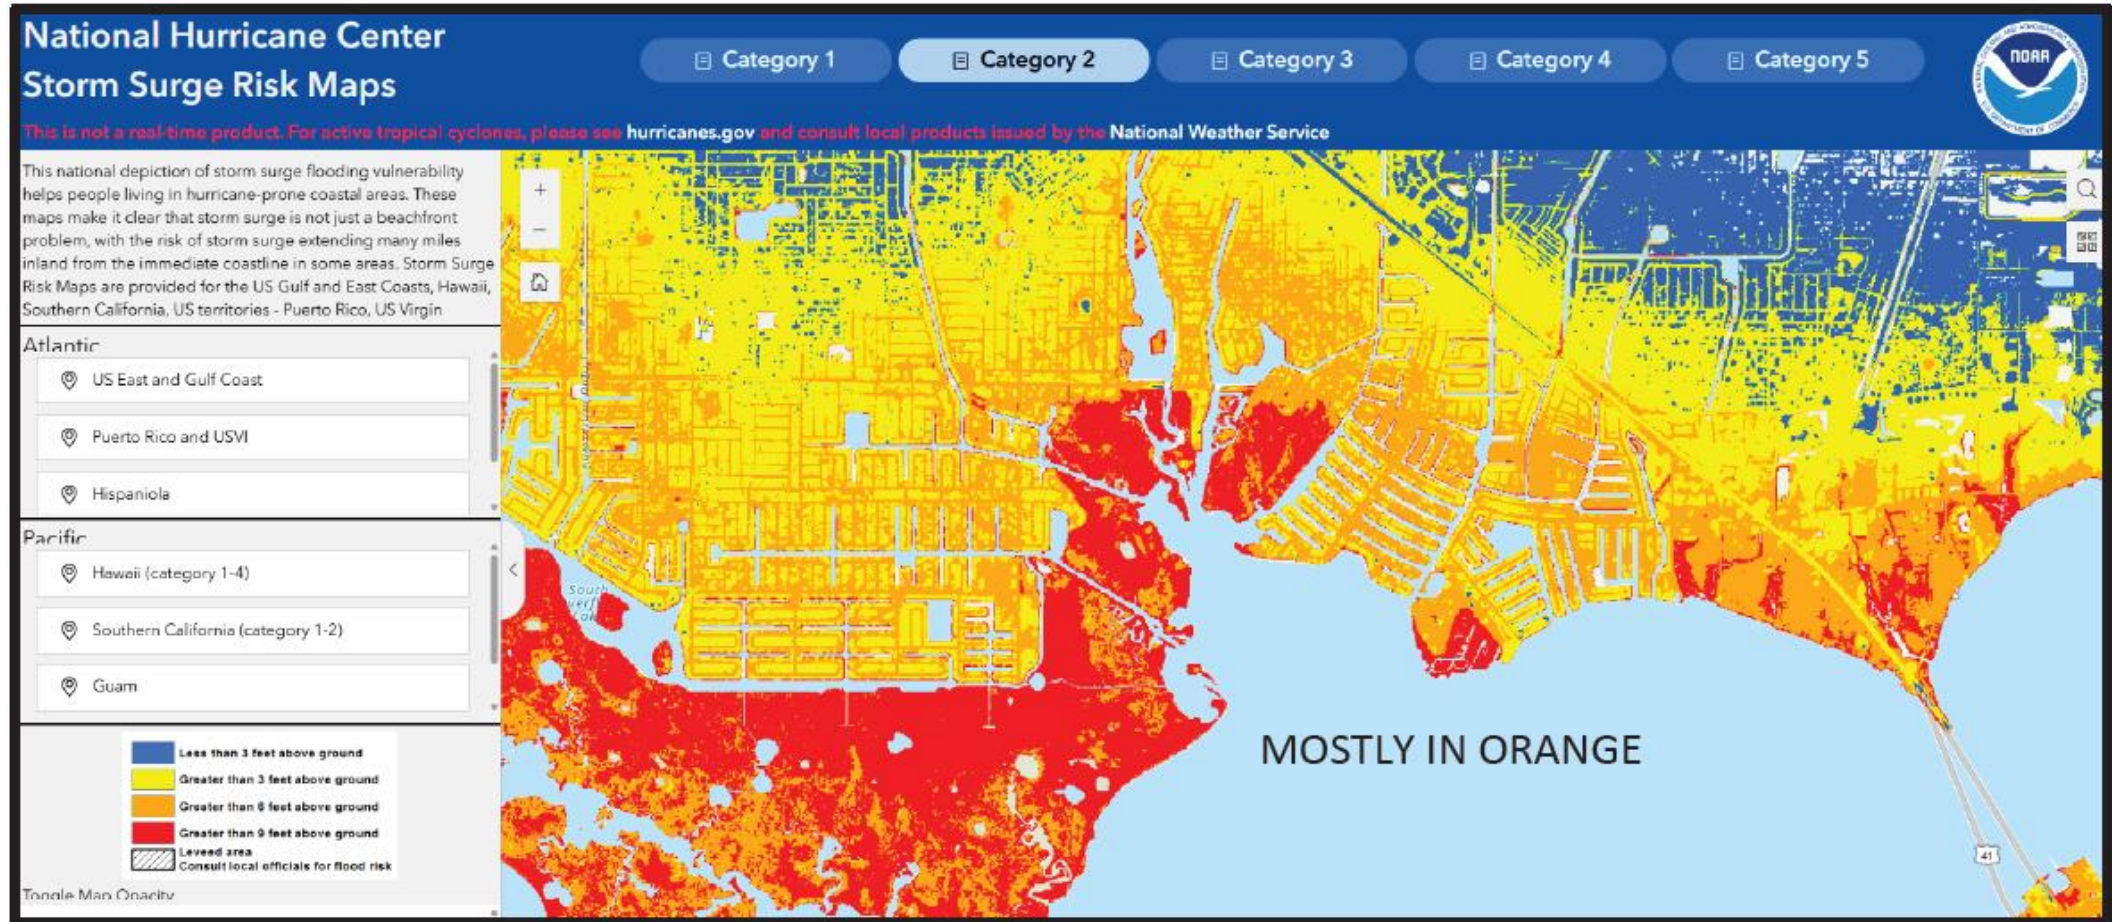 National Hurricane Center
Storm Surge Risk Maps
Category 1
Category 2
Category 3
Category 4
Category 5
NOAA
This is not a real-time product. For active tropical cyclones, please see hurricanes.gov and consult local products issued by the National Weather Service
This national depiction of storm surge flooding vulnerability
helps people living in hurricane-prone coastal areas. These
maps make it clear that storm surge is not just a beachfront
problem, with the risk of storm surge extending many miles
inland from the immediate coastline in some areas. Storm Surge
Risk Maps are provided for the US Gulf and East Coasts, Hawaii,
Southern California, US territories - Puerto Rico, US Virgin
Atlantic
US East and Gulf Coast
Puerto Rico and USVI
Hispaniola
Pacific
Hawaii (category 1-4)
Southern California (category 1-2)
Guam
Less than 3 feet above ground
Greater than 3 feet above ground
Greater than 6 feet above ground
Greater than 9 feet above ground
Leveed area
Consult local officials for flood risk
Toggle Map Opacity
+
−
South
MOSTLY IN ORANGE
41